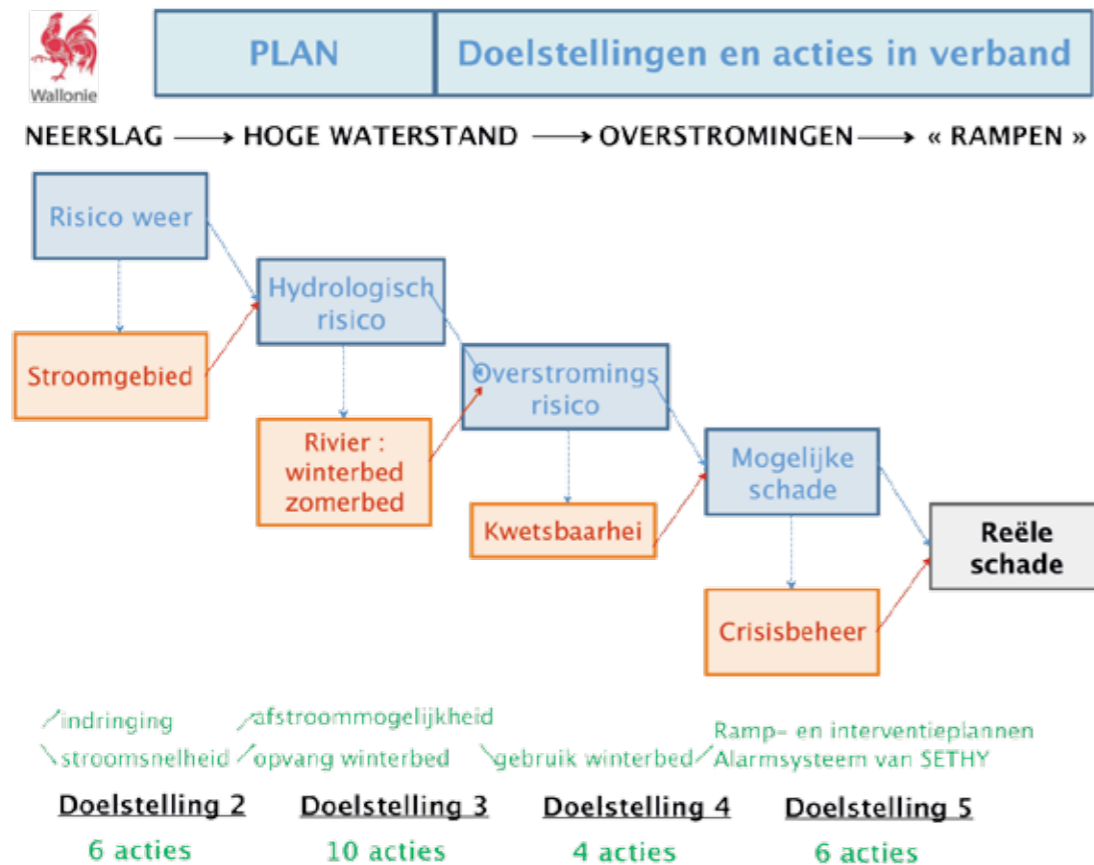 Wallonie
PLAN
Doelstellingen en acties in verband
NEERSLAG → HOGE WATERSTAND → OVERSTROMINGEN → « RAMPEN »
Risico weer
Stroomgebied
Hydrologisch
risico
Rivier :
winterbed
zomerbed
Overstromings
risico
Kwetsbaarhei
Mogelijke
schade
Crisisbeheer
Reële
schade
indringing
stroomsnelheid
afstroommogelijkheid
opvang winterbed
gebruik winterbed
Ramp- en interventieplannen
Alarmsysteem van SETHY
Doelstelling 2
6 acties
Doelstelling 3
10 acties
Doelstelling 4
4 acties
Doelstelling 5
6 acties